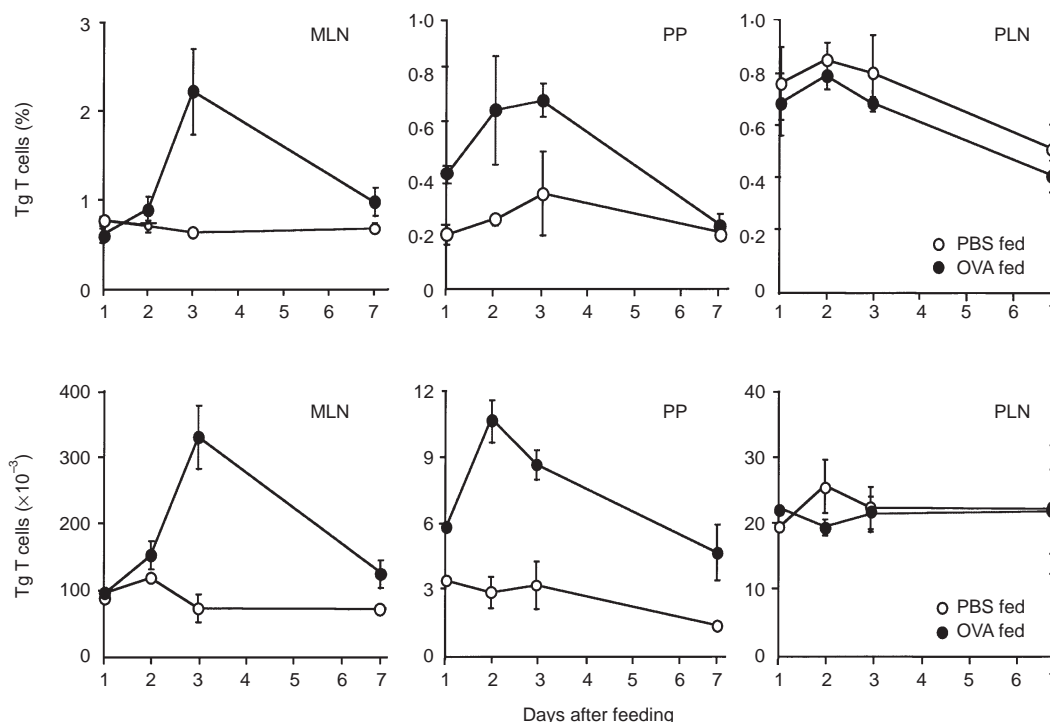 MLN
PP
PLN
Tg T cells (%)
3
2
1
0
1·0
0·8
0·6
0·4
0·2
0
1·0
0·8
0·6
0·4
0·2
0
PBS fed
OVA fed
1 2 3 4 5 6 7
1 2 3 4 5 6 7
1 2 3 4 5 6
MLN
PP
PLN
Tg T cells (×10⁻³)
400
300
200
100
0
12
9
6
3
0
40
30
20
10
0
PBS fed
OVA fed
1 2 3 4 5 6 7
1 2 3 4 5 6 7
1 2 3 4 5 6
Days after feeding